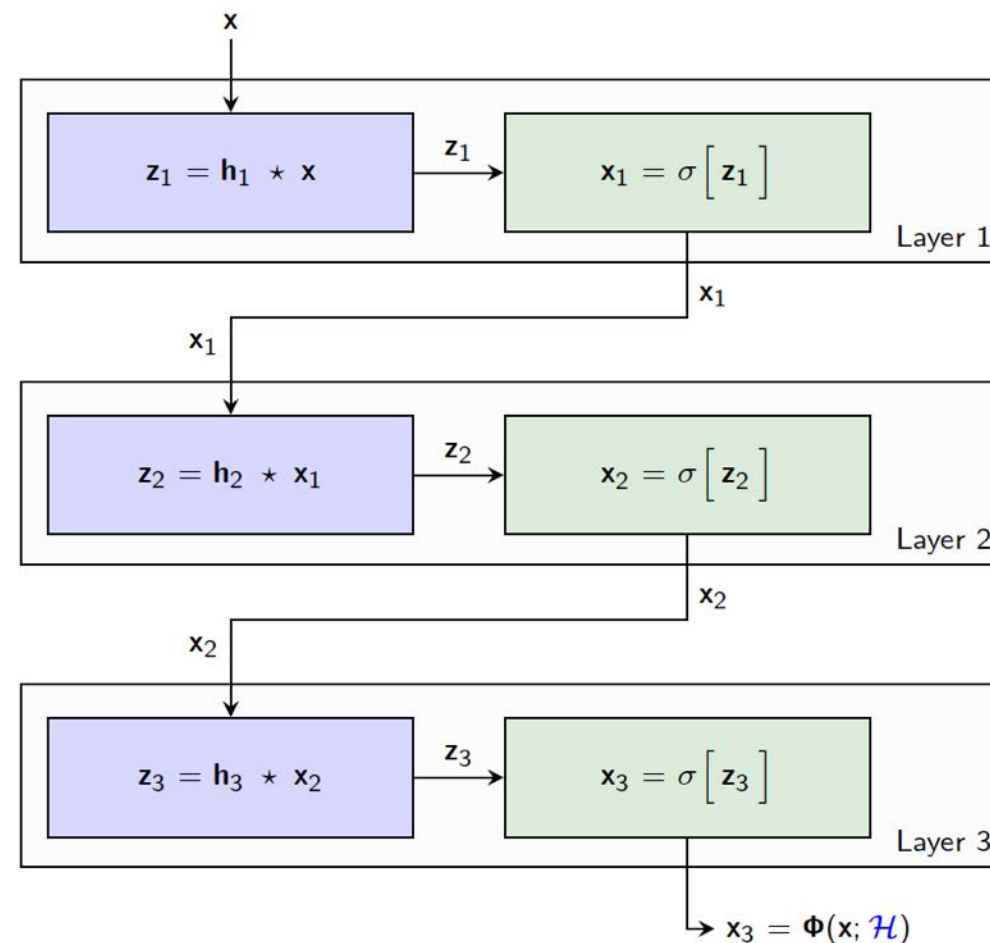 x
z₁ = h₁ ⋆ x
z₁
x₁ = σ[ z₁ ]
Layer 1
x₁
x₁
z₂ = h₂ ⋆ x₁
z₂
x₂ = σ[ z₂ ]
Layer 2
x₂
x₂
z₃ = h₃ ⋆ x₂
z₃
x₃ = σ[ z₃ ]
Layer 3
x₃ = Φ(x; ℋ)